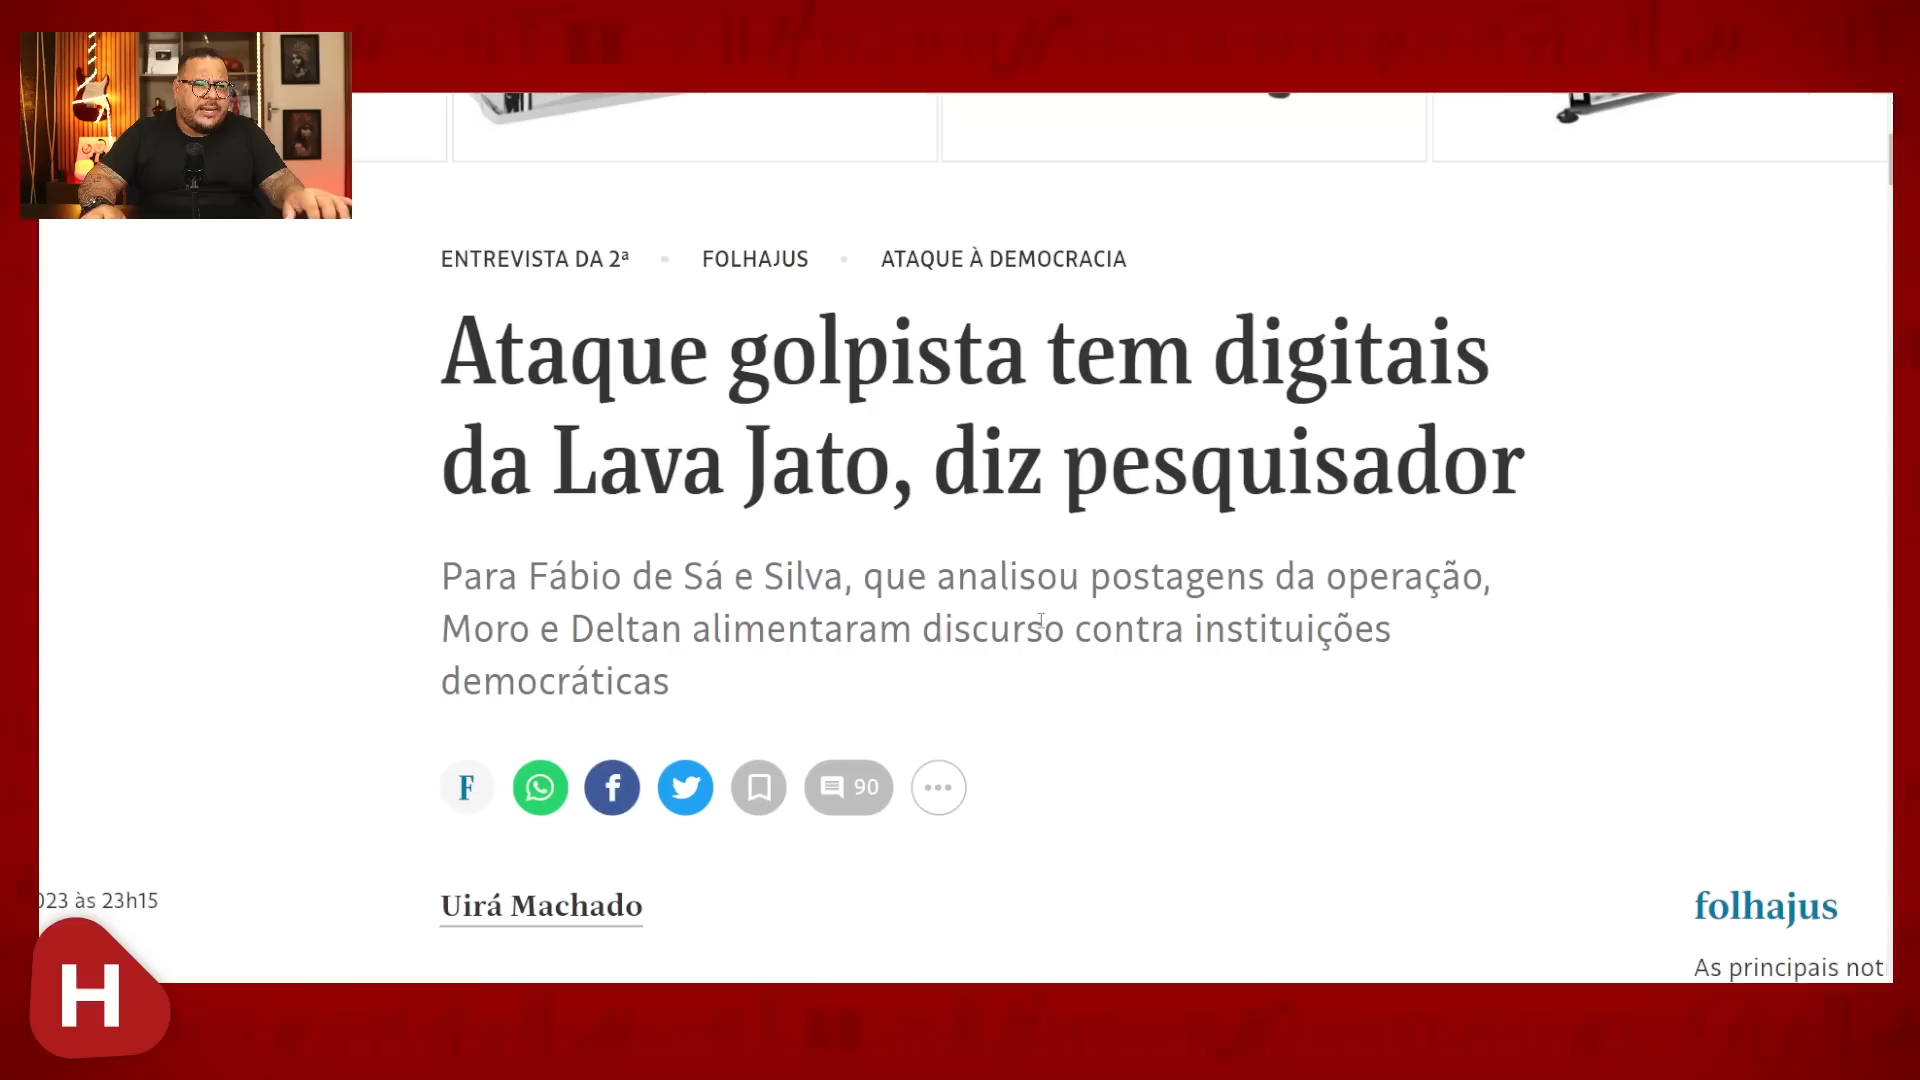 ENTREVISTA DA 2ª FOLHAJUS ATAQUE À DEMOCRACIA
Ataque golpista tem digitais
da Lava Jato, diz pesquisador
Para Fábio de Sá e Silva, que analisou postagens da operação,
Moro e Deltan alimentaram discurso contra instituições
democráticas
F
90
023 às 23h15
Uirá Machado
folhajus
As principais not
H